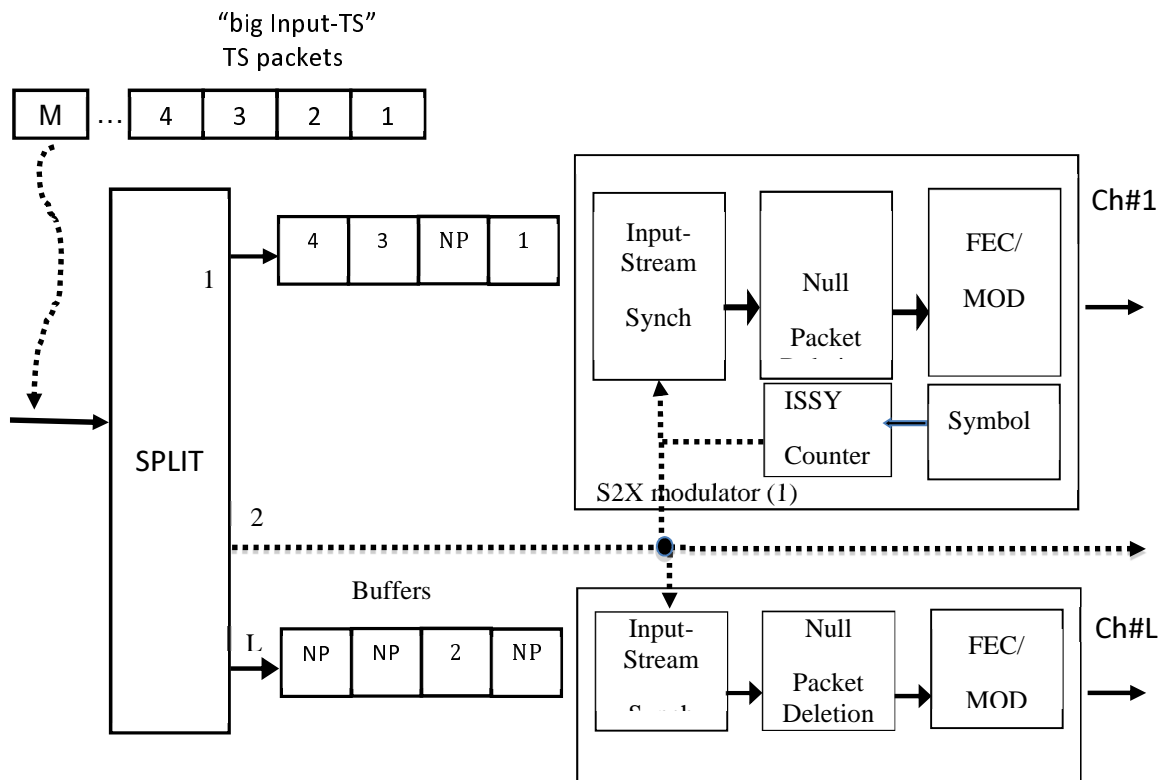 “big Input-TS”
TS packets
M ... 4 3 2 1
Ch#1
4 3 NP 1
1
Input-
Stream
Synch
Null
Packet
FEC/
MOD
ISSY
Counter
Symbol
SPLIT
S2X modulator (1)
2
Buffers
L
NP NP 2 NP
Input-
Stream
Null
Packet
Deletion
FEC/
MOD
Ch#L